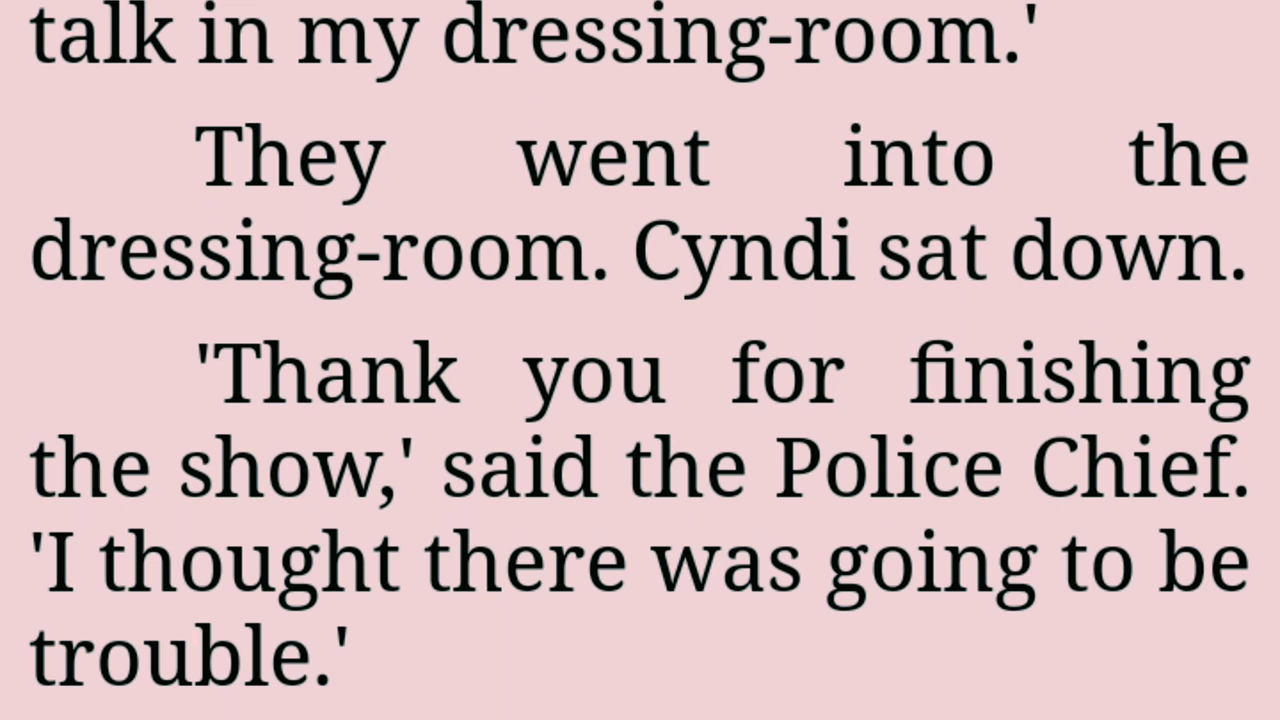 talk in my dressing-room.'
They went into the
dressing-room. Cyndi sat down.
'Thank you for finishing
the show,' said the Police Chief.
'I thought there was going to be
trouble.'